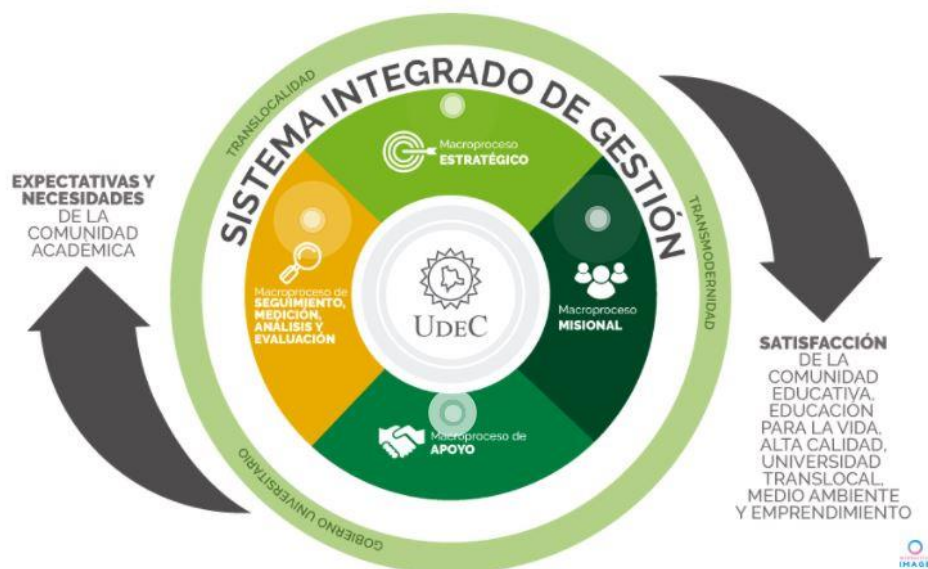 SISTEMA INTEGRADO DE GESTIÓN
TRANSLOCALIDAD
TRANSMODERNIDAD
GOBIERNO UNIVERSITARIO
EXPECTATIVAS Y
NECESIDADES
DE LA
COMUNIDAD
ACADÉMICA
Macroproceso
ESTRATÉGICO
Macroproceso de
SEGUIMIENTO,
MEDICIÓN,
ANÁLISIS Y
EVALUACIÓN
UDEC
Macroproceso
MISIONAL
Macroproceso de
APOYO
SATISFACCIÓN
DE LA
COMUNIDAD
EDUCATIVA,
EDUCACIÓN
PARA LA VIDA,
ALTA CALIDAD,
UNIVERSIDAD
TRANSLOCAL,
MEDIO AMBIENTE
Y EMPRENDIMIENTO
IMAGE